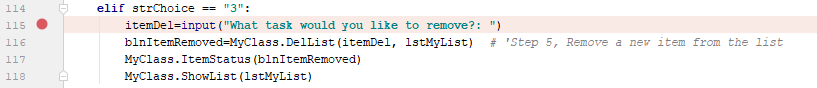 114 elif strChoice == "3":
115 itemDel=input("What task would you like to remove?: ")
116 blnItemRemoved=MyClass.DelList(itemDel, lstMyList)  # 'Step 5, Remove a new item from the list
117 MyClass.ItemStatus(blnItemRemoved)
118 MyClass.ShowList(lstMyList)